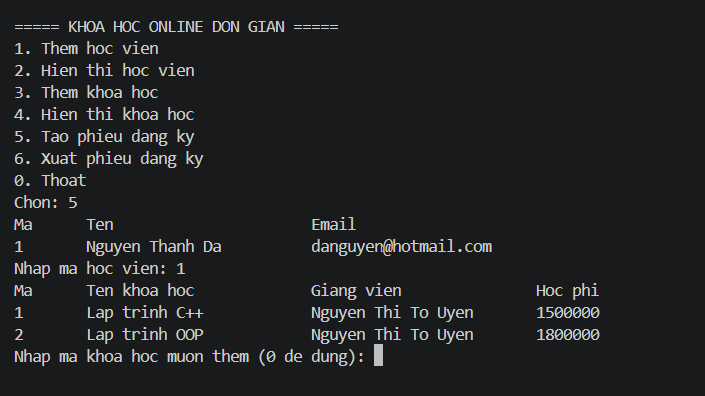 ===== KHOA HOC ONLINE DON GIAN =====
1. Them hoc vien
2. Hien thi hoc vien
3. Them khoa hoc
4. Hien thi khoa hoc
5. Tao phieu dang ky
6. Xuat phieu dang ky
0. Thoat
Chon: 5
Ma Ten Email
1 Nguyen Thanh Da danguyen@hotmail.com
Nhap ma hoc vien: 1
Ma Ten khoa hoc Giang vien Hoc phi
1 Lap trinh C++ Nguyen Thi To Uyen 1500000
2 Lap trinh OOP Nguyen Thi To Uyen 1800000
Nhap ma khoa hoc muon them (0 de dung):